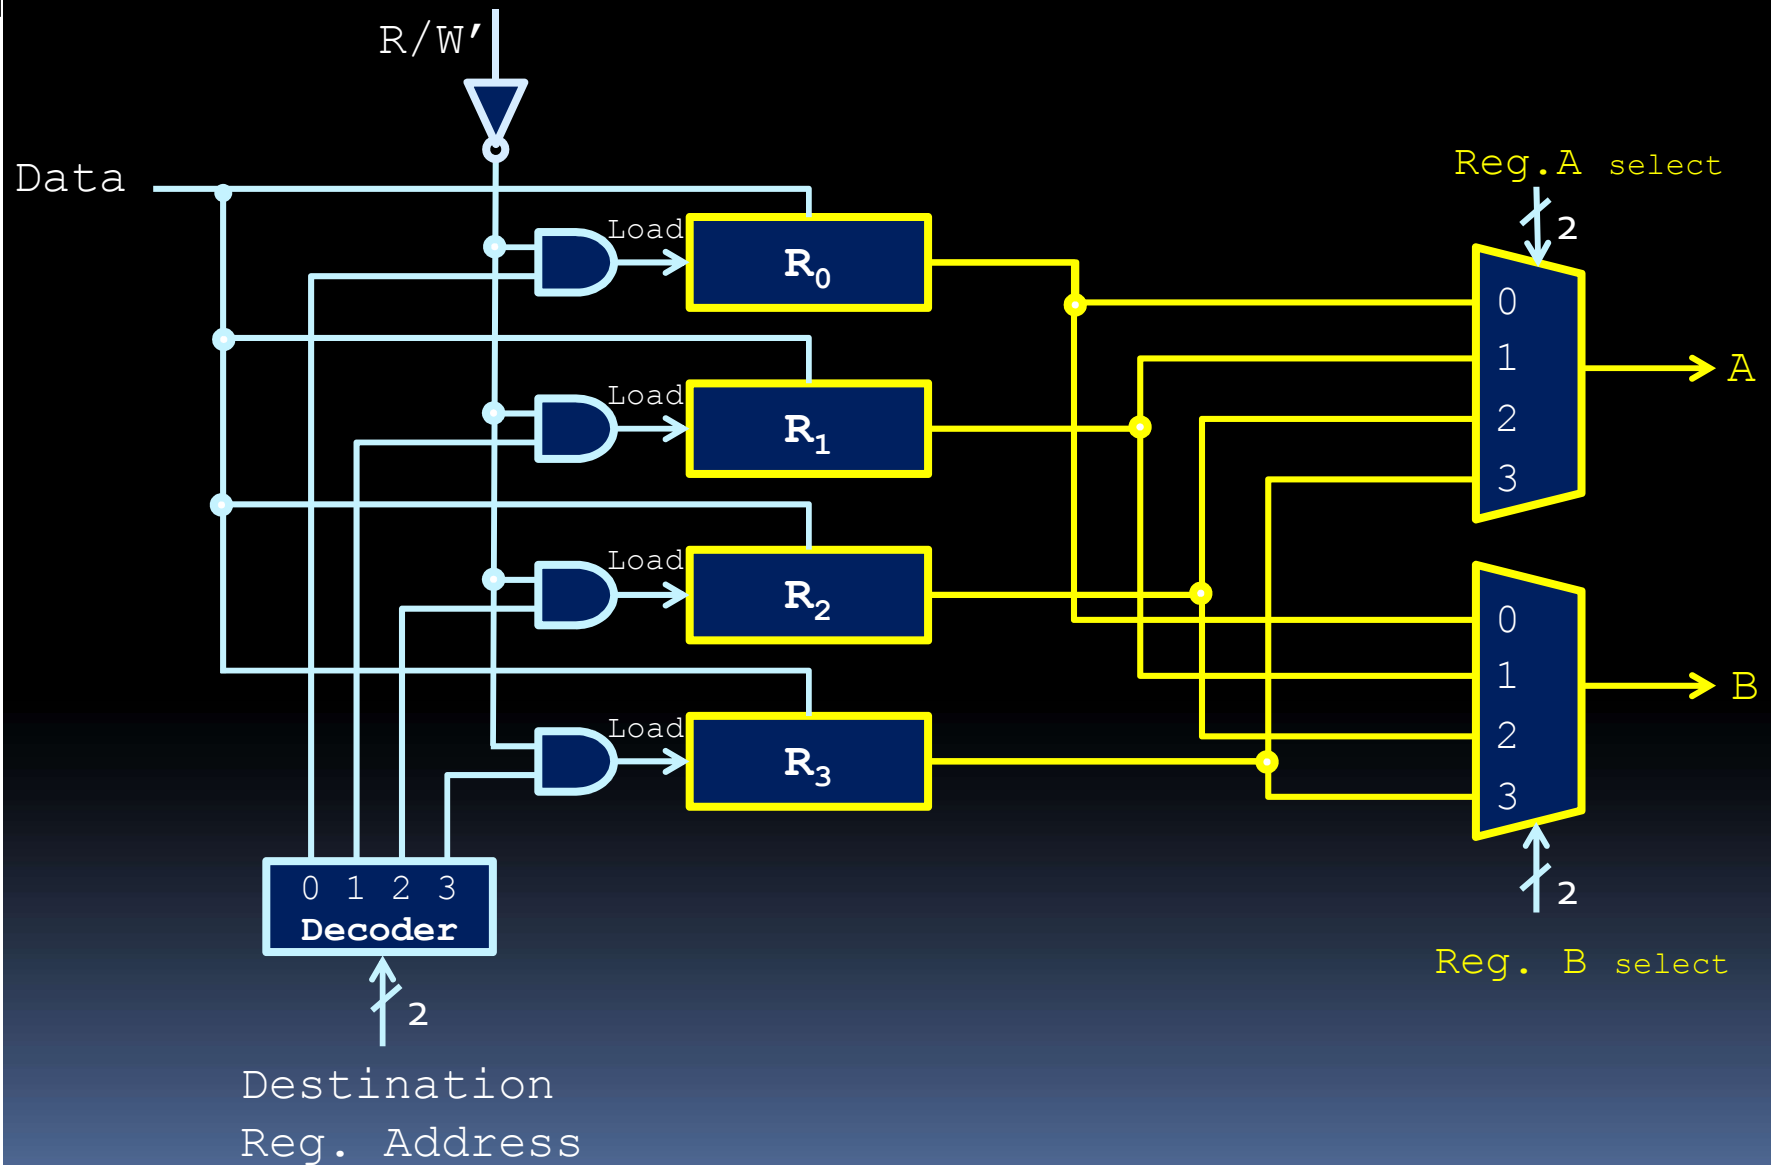 R/W’
Data
Reg.A select
2
Load
R0
0
1
2
3
A
Load
R1
Load
R2
0
1
2
3
B
Load
R3
0 1 2 3
Decoder
2
2
Reg. B select
Destination
Reg. Address